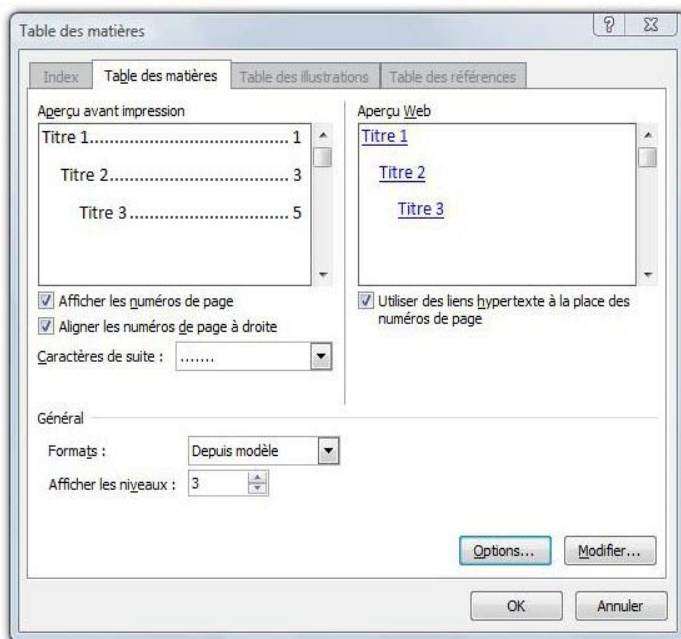 Table des matières
Index
Table des matières
Table des illustrations
Table des références
Aperçu avant impression
Titre 1..................................... 1
Titre 2................................. 3
Titre 3............................. 5
Afficher les numéros de page
Aligner les numéros de page à droite
Caractères de suite : .......
Aperçu Web
Titre 1
Titre 2
Titre 3
Utiliser des liens hypertexte à la place des
numéros de page
Général
Formats : Depuis modèle
Afficher les niveaux : 3
Options...
Modifier...
OK
Annuler